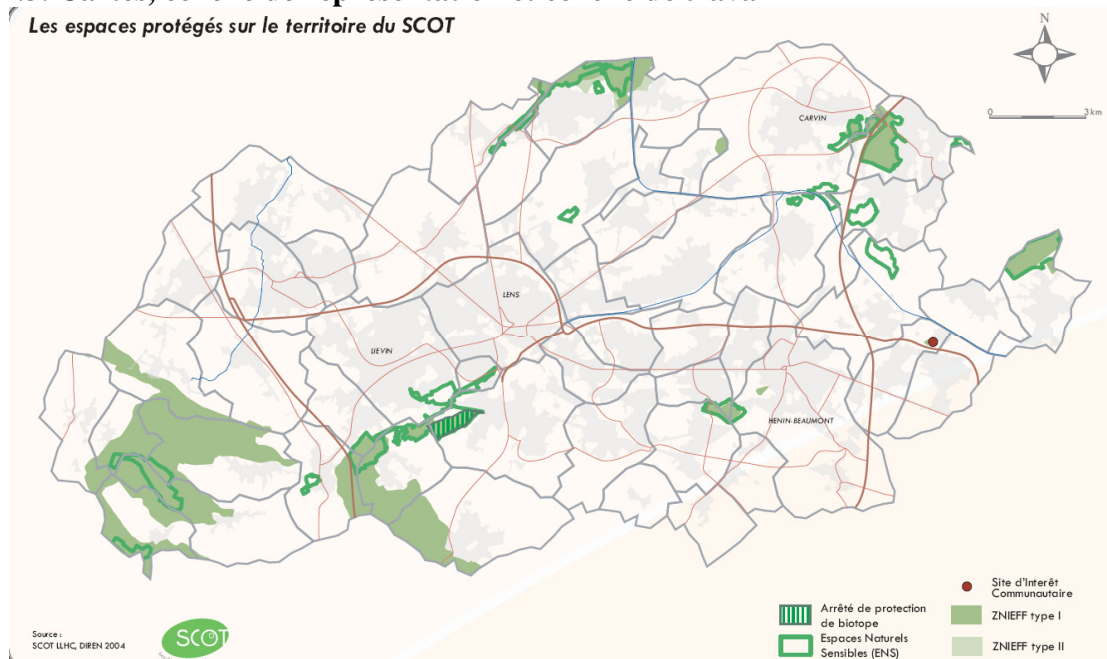 Les espaces protégés sur le territoire du SCOT
N
0 3km
CARVIN
LENS
LIEVIN
HENIN-BEAUMONT
Source :
SCOT LLHC, DIREN 2004
SCOT
Arrêté de protection
de biotope
Espaces Naturels
Sensibles (ENS)
Site d'Interêt
Communautaire
ZNIEFF type I
ZNIEFF type II